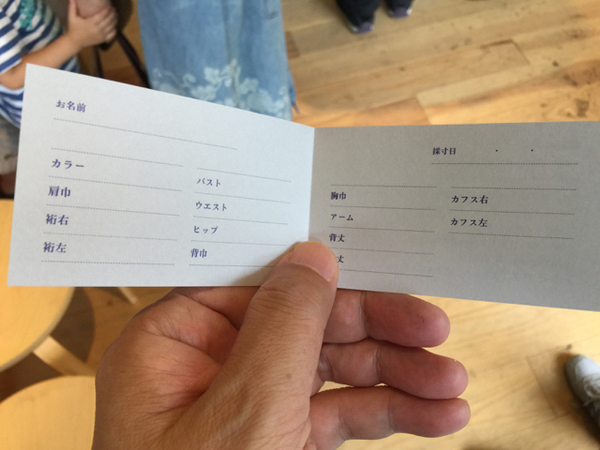 お名前
カラー
肩巾
裄右
裄左
バスト
ウエスト
ヒップ
背巾
採寸日 ・ ・
胸巾
アーム
背丈
丈
カフス右
カフス左